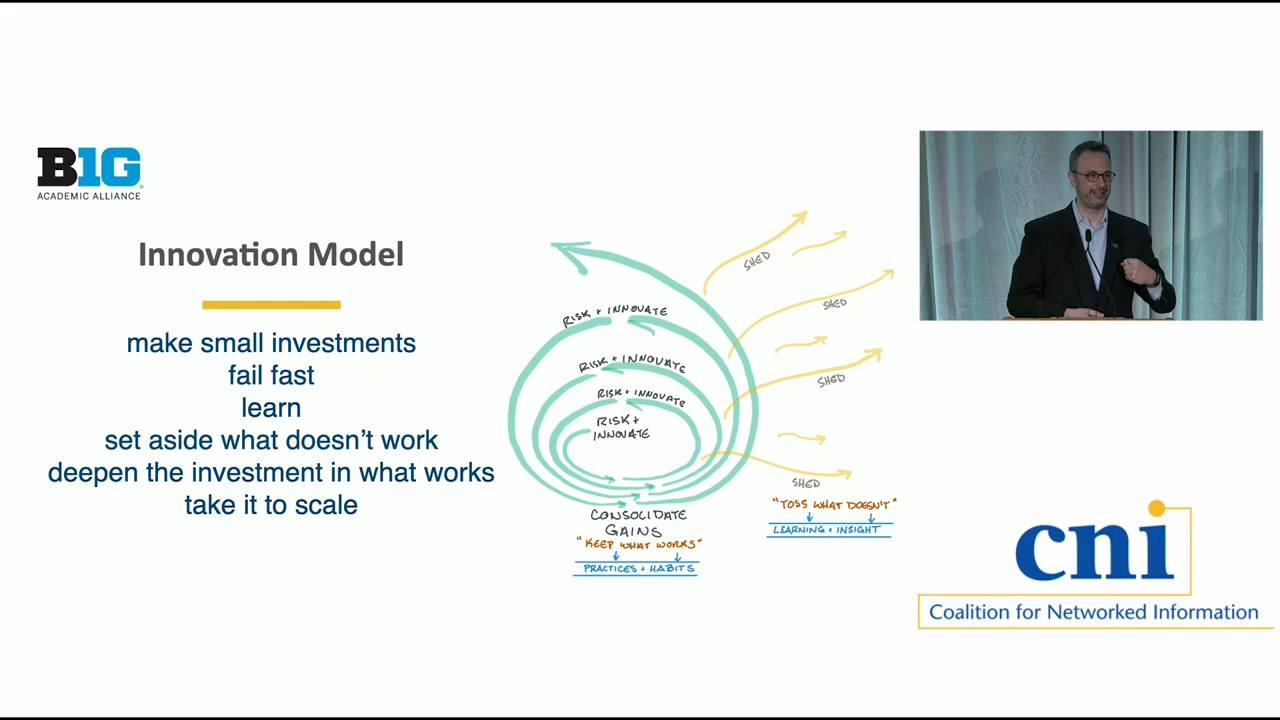 B1G
ACADEMIC ALLIANCE
Innovation Model
make small investments
fail fast
learn
set aside what doesn’t work
deepen the investment in what works
take it to scale
SHED
SHED
SHED
SHED
RISK + INNOVATE
RISK + INNOVATE
RISK + INNOVATE
RISK +
INNOVATE
CONSOLIDATE
GAINS
"KEEP WHAT WORKS"
PRACTICES + HABITS
"TOSS WHAT DOESN'T"
LEARNING + INSIGHT
cni
Coalition for Networked Information